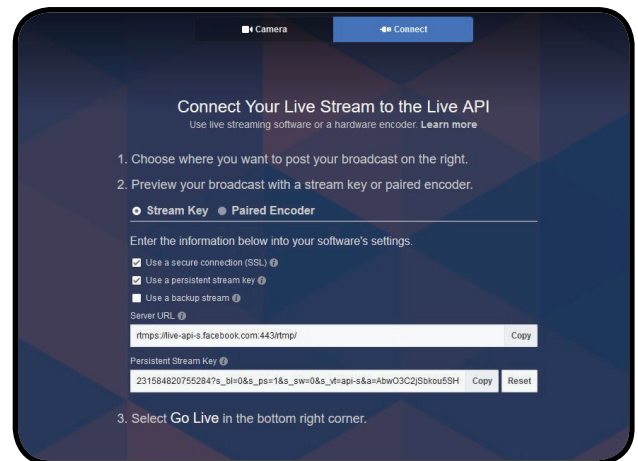 Camera
Connect
Connect Your Live Stream to the Live API
Use live streaming software or a hardware encoder. Learn more
1. Choose where you want to post your broadcast on the right.
2. Preview your broadcast with a stream key or paired encoder.
Stream Key Paired Encoder
Enter the information below into your software's settings.
Use a secure connection (SSL)
Use a persistent stream key
Use a backup stream
Server URL
rtmps://live-api-s.facebook.com:443/rtmp/ Copy
Persistent Stream Key
231584820755284?s_bl=0&s_ps=1&s_sw=0&s_vt=api-s&a=AbwO3C2jSbkou5SH Copy Reset
3. Select Go Live in the bottom right corner.